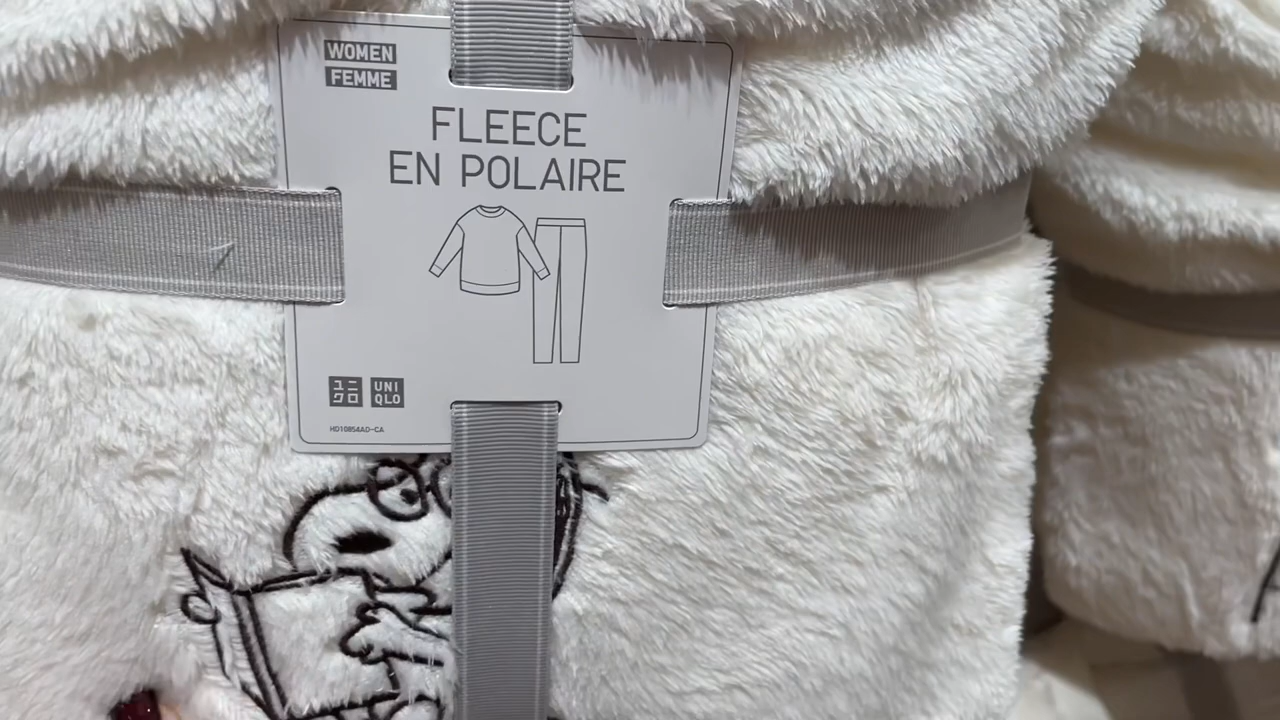 WOMEN
FEMME
FLEECE
EN POLAIRE
ユニ
クロ
UNI
QLO
HD10854AD-CA